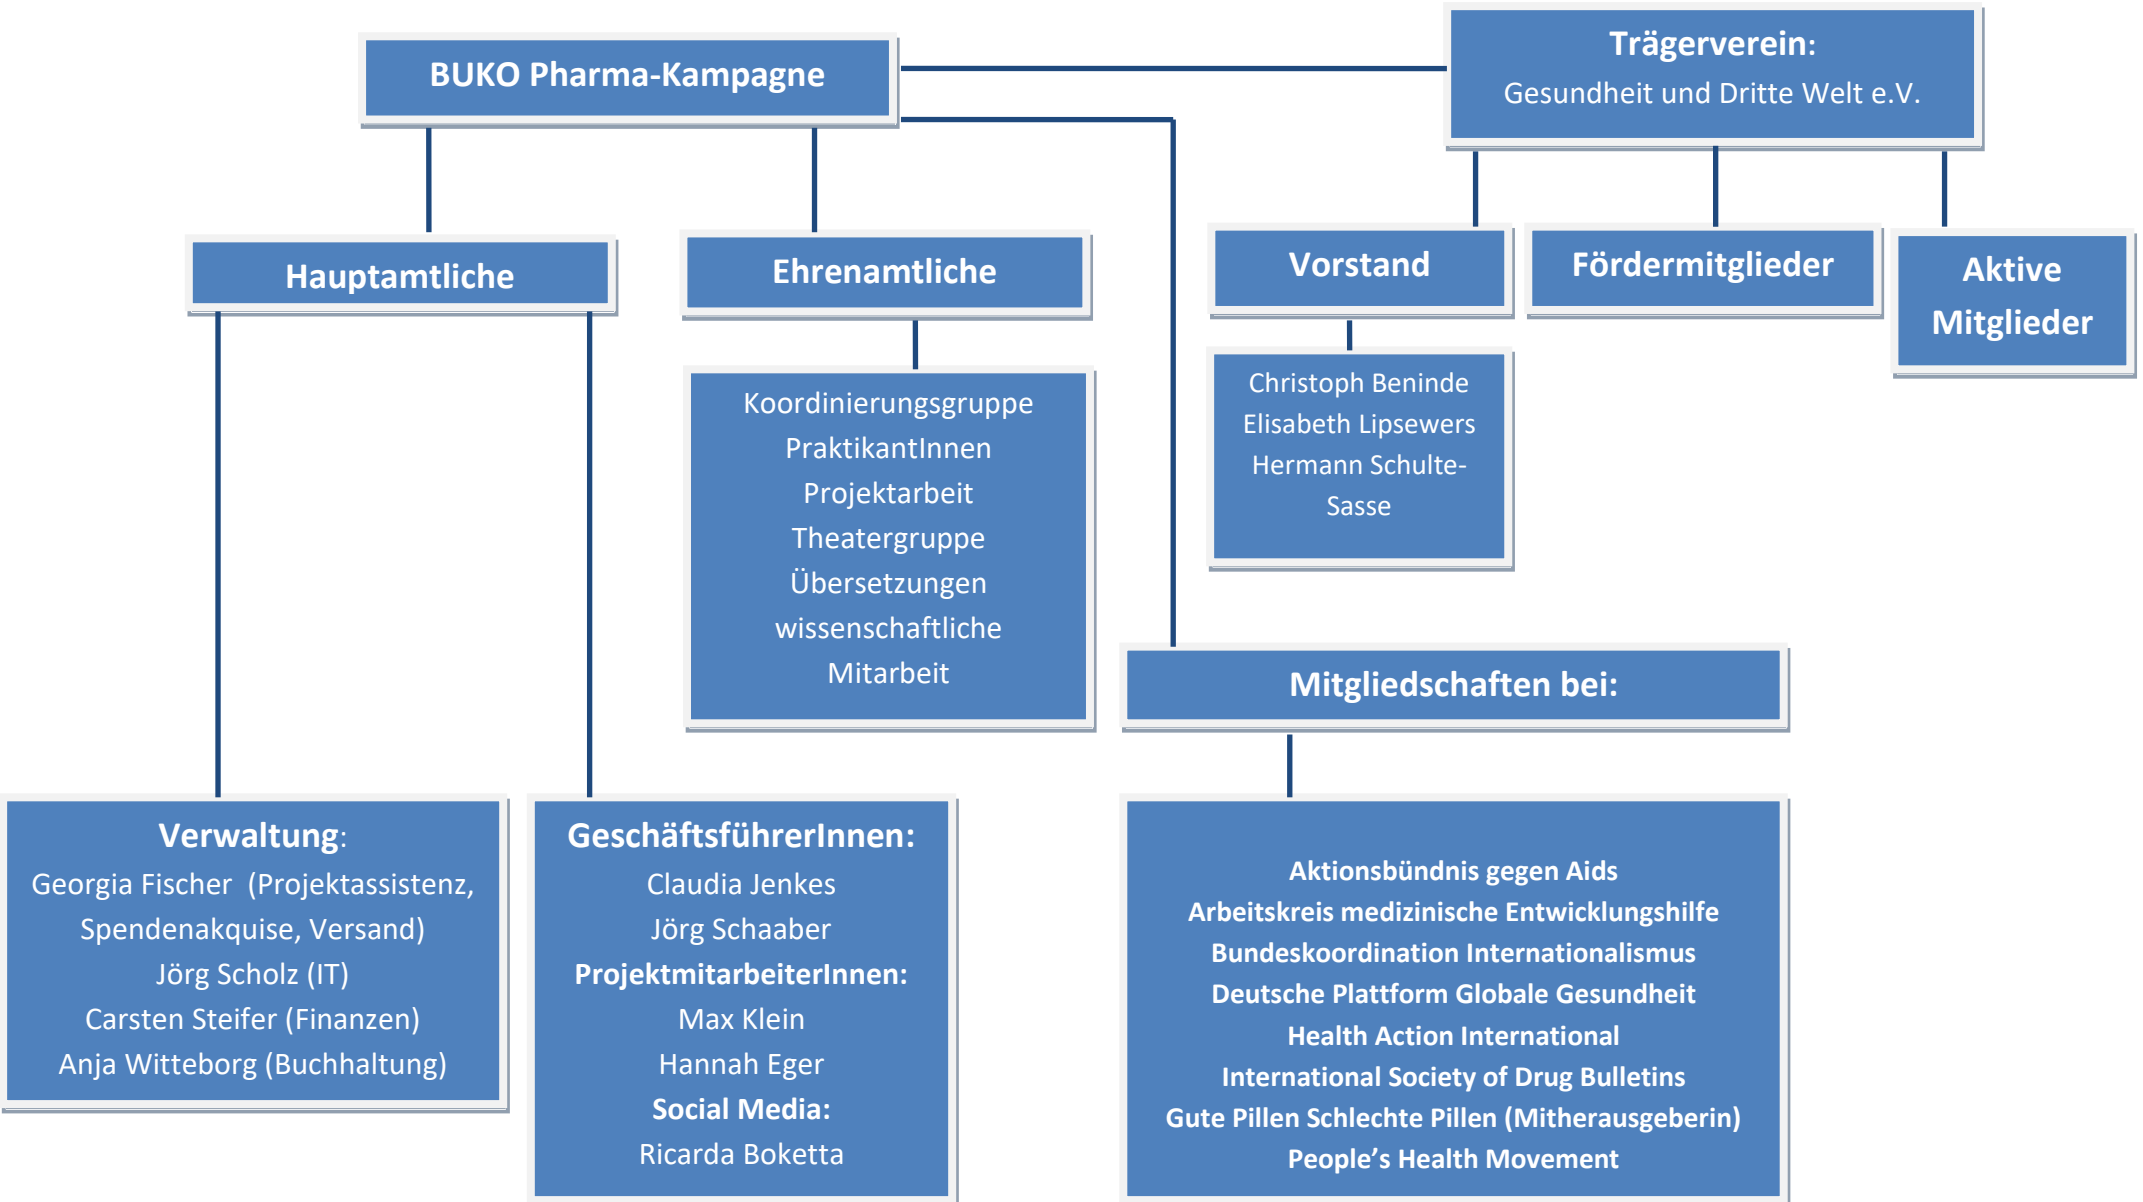 BUKO Pharma-Kampagne
Trägerverein:
Gesundheit und Dritte Welt e.V.
Hauptamtliche
Ehrenamtliche
Vorstand
Fördermitglieder
Aktive
Mitglieder
Koordinierungsgruppe
PraktikantInnen
Projektarbeit
Theatergruppe
Übersetzungen
wissenschaftliche
Mitarbeit
Christoph Beninde
Elisabeth Lipsewers
Hermann Schulte-
Sasse
Mitgliedschaften bei:
Verwaltung:
Georgia Fischer  (Projektassistenz,
Spendenakquise, Versand)
Jörg Scholz (IT)
Carsten Steifer (Finanzen)
Anja Witteborg (Buchhaltung)
GeschäftsführerInnen:
Claudia Jenkes
Jörg Schaaber
ProjektmitarbeiterInnen:
Max Klein
Hannah Eger
Social Media:
Ricarda Boketta
Aktionsbündnis gegen Aids
Arbeitskreis medizinische Entwicklungshilfe
Bundeskoordination Internationalismus
Deutsche Plattform Globale Gesundheit
Health Action International
International Society of Drug Bulletins
Gute Pillen Schlechte Pillen (Mitherausgeberin)
People’s Health Movement